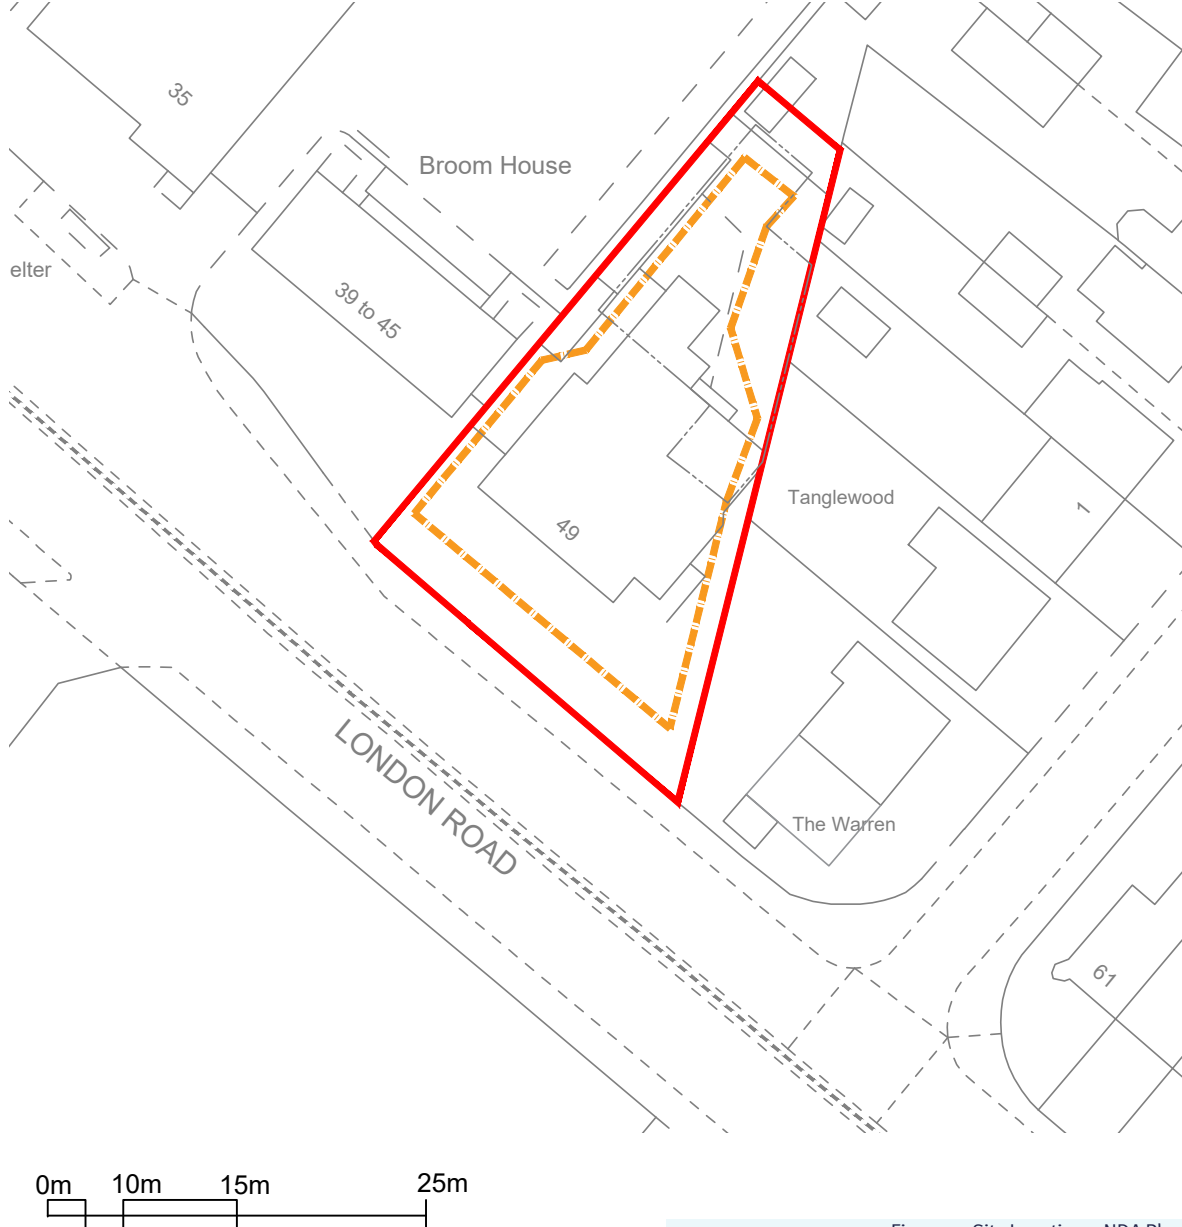 35
Broom House
elter
39 to 45
Tanglewood
1
49
LONDON ROAD
The Warren
61
0m 10m 15m 25m